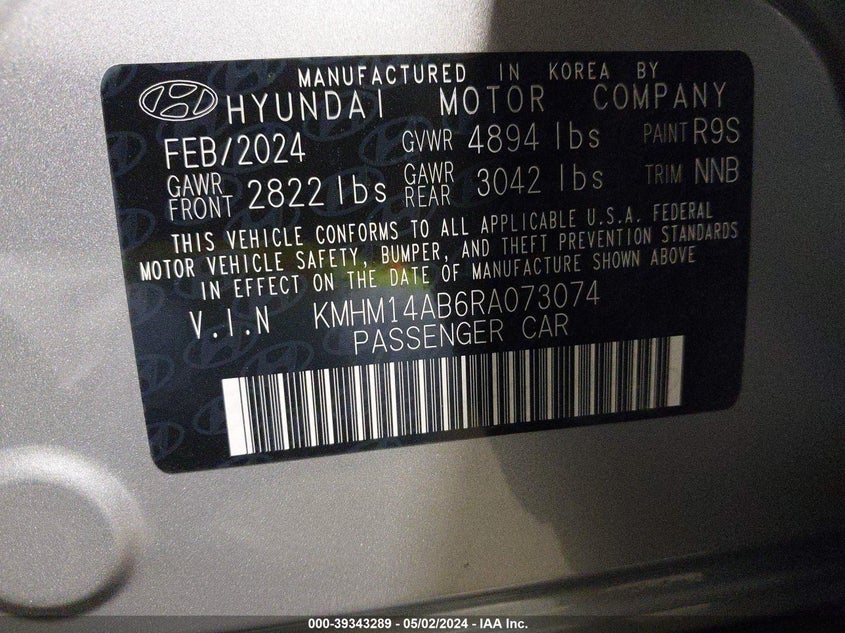 MANUFACTURED IN KOREA BY
HYUNDAI MOTOR COMPANY
FEB/2024 GVWR 4894 lbs PAINT R9S
GAWR FRONT 2822 lbs GAWR REAR 3042 lbs TRIM NNB
THIS VEHICLE CONFORMS TO ALL APPLICABLE U.S.A. FEDERAL
MOTOR VEHICLE SAFETY, BUMPER, AND THEFT PREVENTION STANDARDS
IN EFFECT ON THE DATE OF MANUFACTURE SHOWN ABOVE
V.I.N KMHM14AB6RA073074
PASSENGER CAR
000-39343289 - 05/02/2024 - IAA Inc.